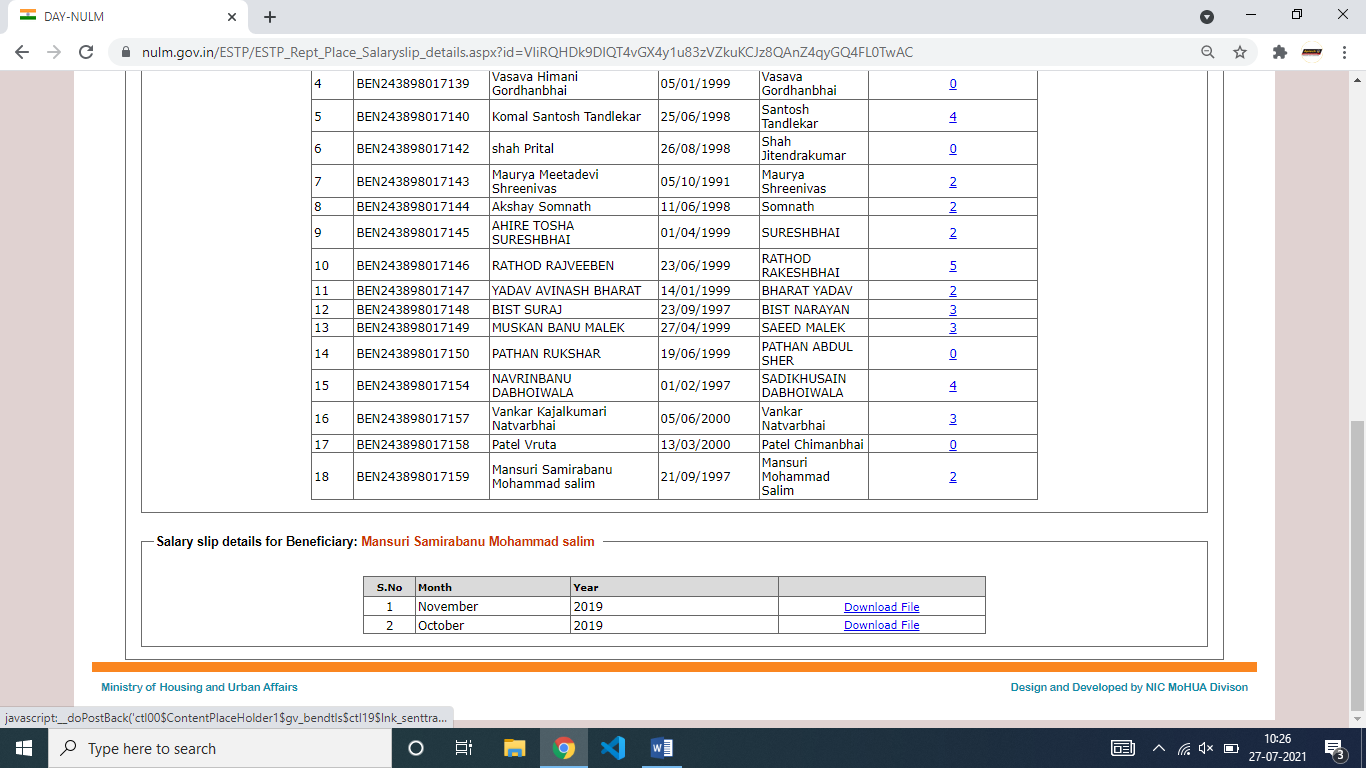 DAY-NULM
nulm.gov.in/ESTP/ESTP_Rept_Place_Salaryslip_details.aspx?id=VIiRQHDk9DlQT4vGX4y1u83zVZkuKCJz8QAnZ4qyGQ4FL0TwAC
4 BEN243898017139 Vasava Himani Gordhanbhai 05/01/1999 Vasava Gordhanbhai 0
5 BEN243898017140 Komal Santosh Tandlekar 25/06/1998 Santosh Tandlekar 4
6 BEN243898017142 shah Prital 26/08/1998 Shah Jitendrakumar 0
7 BEN243898017143 Maurya Meetadevi Shreenivas 05/10/1991 Maurya Shreenivas 2
8 BEN243898017144 Akshay Somnath 11/06/1998 Somnath 2
9 BEN243898017145 AHIRE TOSHA SURESHBHAI 01/04/1999 SURESHBHAI 2
10 BEN243898017146 RATHOD RAJVEEBEN 23/06/1999 RATHOD RAKESHBHAI 5
11 BEN243898017147 YADAV AVINASH BHARAT 14/01/1999 BHARAT YADAV 2
12 BEN243898017148 BIST SURAJ 23/09/1997 BIST NARAYAN 3
13 BEN243898017149 MUSKAN BANU MALEK 27/04/1999 SAEED MALEK 3
14 BEN243898017150 PATHAN RUKSHAR 19/06/1999 PATHAN ABDUL SHER 0
15 BEN243898017154 NAVRINBANU DABHOIWALA 01/02/1997 SADIKHUSAIN DABHOIWALA 4
16 BEN243898017157 Vankar Kajalkumari Natvarbhai 05/06/2000 Vankar Natvarbhai 3
17 BEN243898017158 Patel Vruta 13/03/2000 Patel Chimanbhai 0
18 BEN243898017159 Mansuri Samirabanu Mohammad salim 21/09/1997 Mansuri Mohammad Salim 2
Salary slip details for Beneficiary: Mansuri Samirabanu Mohammad salim
S.No Month Year
1 November 2019 Download File
2 October 2019 Download File
Ministry of Housing and Urban Affairs
Design and Developed by NIC MoHUA Divison
javascript:__doPostBack('ctl00$ContentPlaceHolder1$gv_bendtls$ctl19$lnk_senttra...
Type here to search
10:26
27-07-2021
3